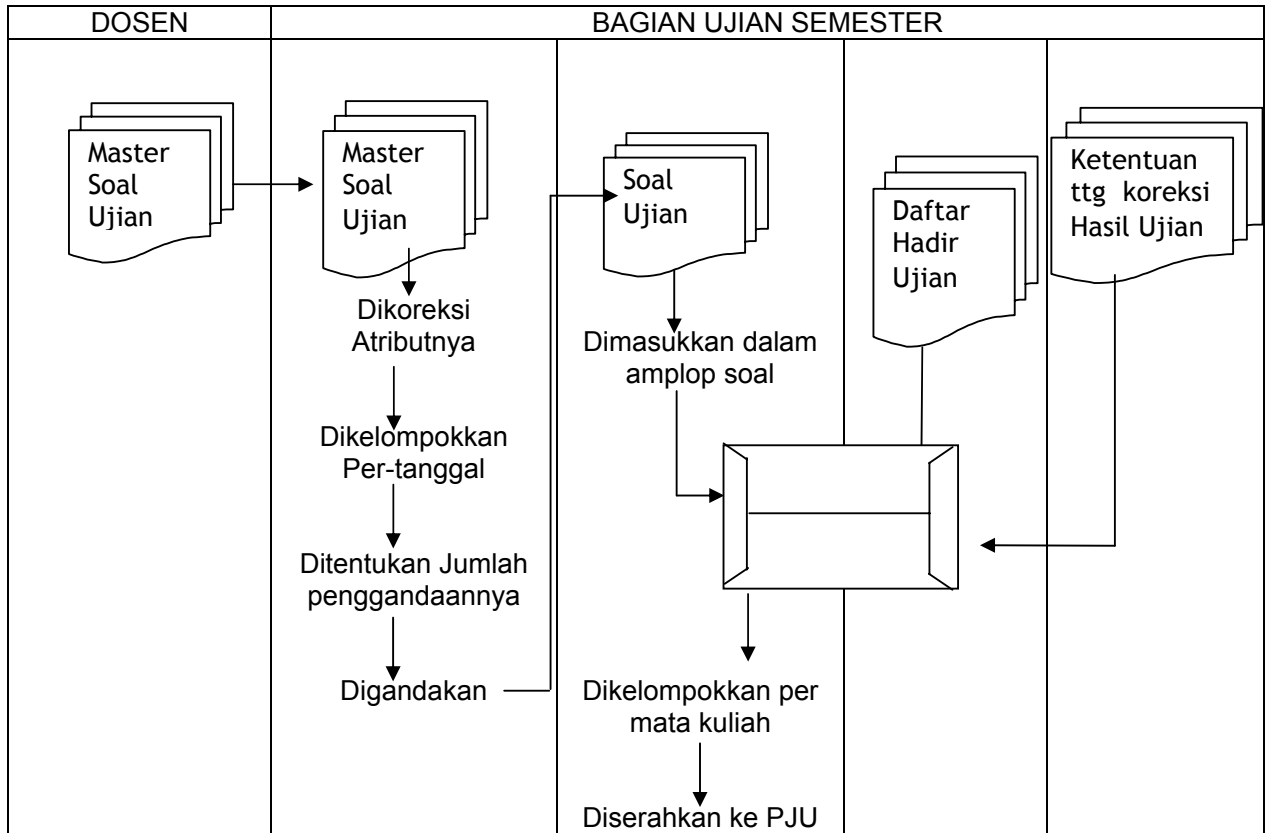 DOSEN
BAGIAN UJIAN SEMESTER
Master
Soal
Ujian
Master
Soal
Ujian
Dikoreksi
Atributnya
Dikelompokkan
Per-tanggal
Ditentukan Jumlah
penggandaannya
Digandakan
Soal
Ujian
Dimasukkan dalam
amplop soal
Dikelompokkan per
mata kuliah
Diserahkan ke PJU
Daftar
Hadir
Ujian
Ketentuan
ttg koreksi
Hasil Ujian